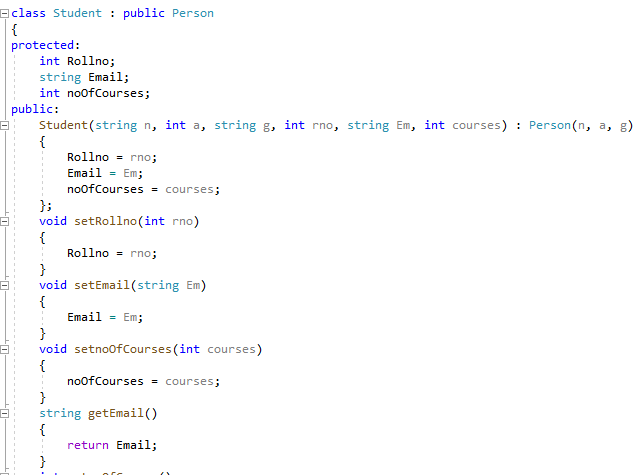 class Student : public Person
{
protected:
    int Rollno;
    string Email;
    int noOfCourses;
public:
    Student(string n, int a, string g, int rno, string Em, int courses) : Person(n, a, g)
    {
        Rollno = rno;
        Email = Em;
        noOfCourses = courses;
    };
    void setRollno(int rno)
    {
        Rollno = rno;
    }
    void setEmail(string Em)
    {
        Email = Em;
    }
    void setnoOfCourses(int courses)
    {
        noOfCourses = courses;
    }
    string getEmail()
    {
        return Email;
    }